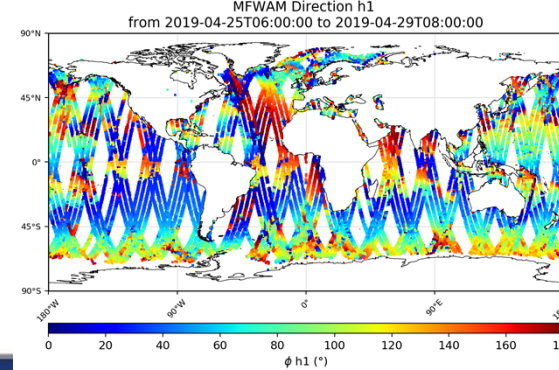 MFWAM Direction h1
from 2019-04-25T06:00:00 to 2019-04-29T08:00:00
90°N
45°N
0°
45°S
90°S
180°W 90°W 0° 90°E
0 20 40 60 80 100 120 140 160
ϕ h1 (°)